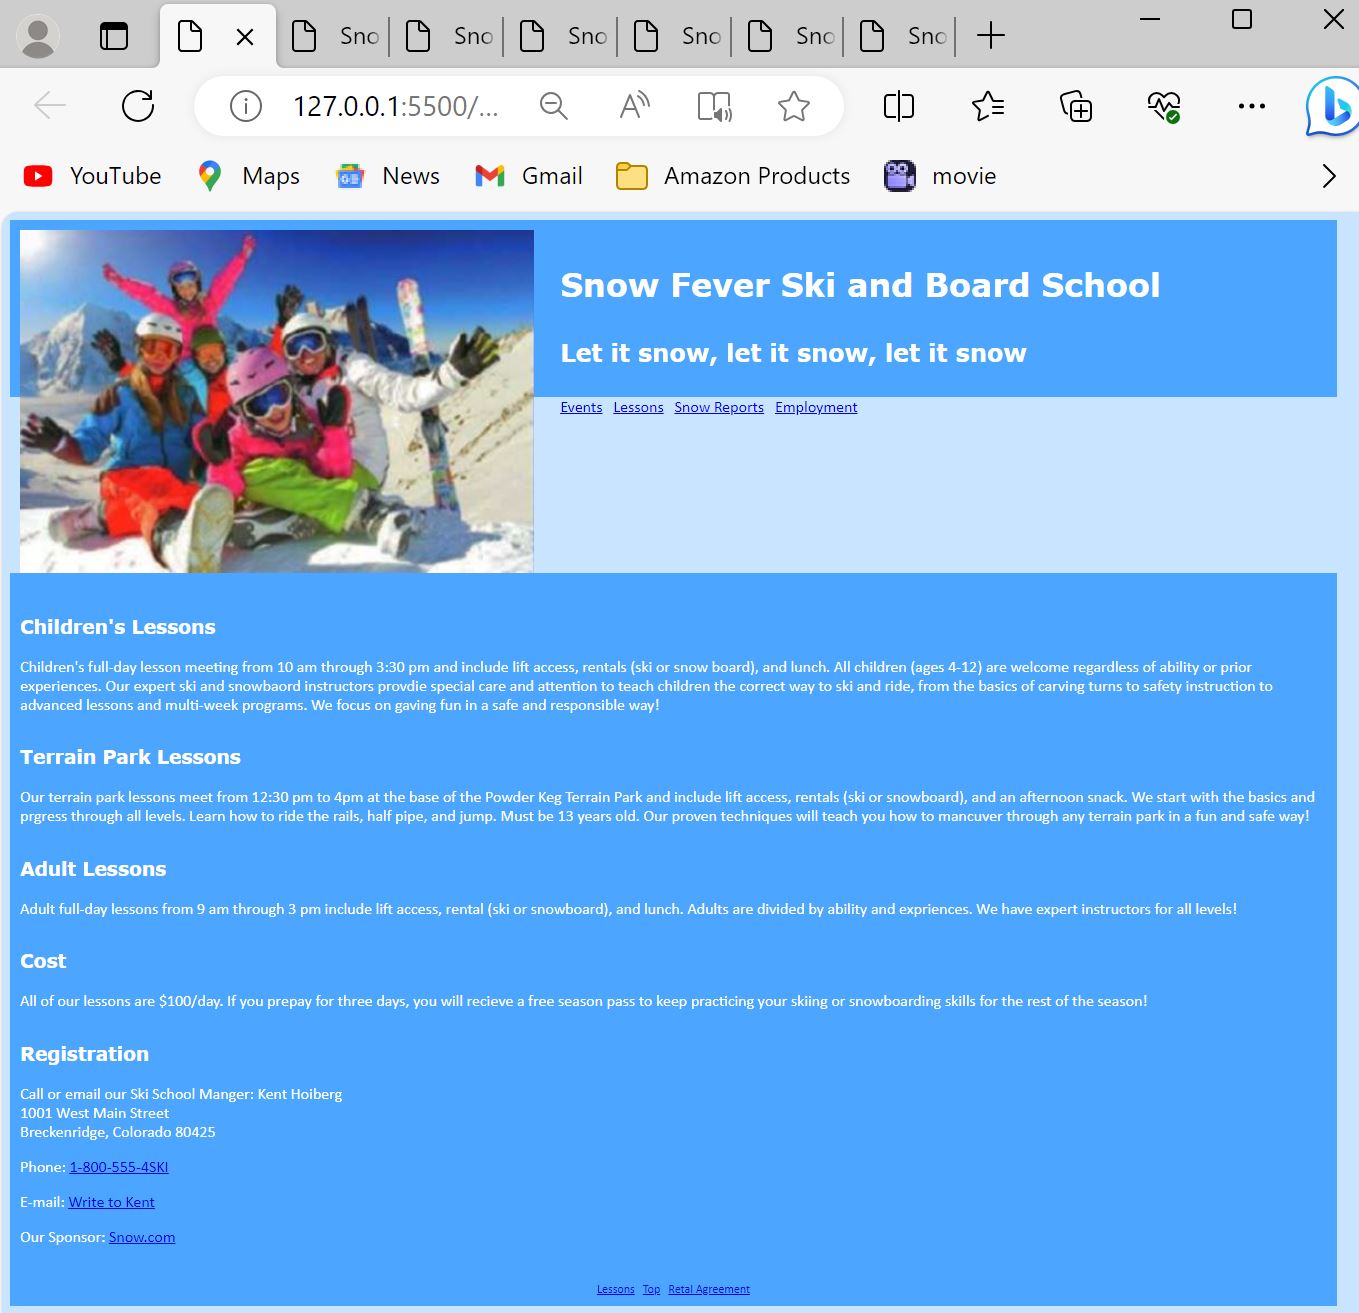 Sno Sno Sno Sno Sno Sno
127.0.0.1:5500/...
YouTube Maps News Gmail Amazon Products movie
Snow Fever Ski and Board School
Let it snow, let it snow, let it snow
Events Lessons Snow Reports Employment
Children's Lessons
Children's full-day lesson meeting from 10 am through 3:30 pm and include lift access, rentals (ski or snow board), and lunch. All children (ages 4-12) are welcome regardless of ability or prior
experiences. Our expert ski and snowbaord instructors provdie special care and attention to teach children the correct way to ski and ride, from the basics of carving turns to safety instruction to
advanced lessons and multi-week programs. We focus on gaving fun in a safe and responsible way!
Terrain Park Lessons
Our terrain park lessons meet from 12:30 pm to 4pm at the base of the Powder Keg Terrain Park and include lift access, rentals (ski or snowboard), and an afternoon snack. We start with the basics and
prgress through all levels. Learn how to ride the rails, half pipe, and jump. Must be 13 years old. Our proven techniques will teach you how to mancuver through any terrain park in a fun and safe way!
Adult Lessons
Adult full-day lessons from 9 am through 3 pm include lift access, rental (ski or snowboard), and lunch. Adults are divided by ability and expriences. We have expert instructors for all levels!
Cost
All of our lessons are $100/day. If you prepay for three days, you will recieve a free season pass to keep practicing your skiing or snowboarding skills for the rest of the season!
Registration
Call or email our Ski School Manger: Kent Hoiberg
1001 West Main Street
Breckenridge, Colorado 80425
Phone: 1-800-555-4SKI
E-mail: Write to Kent
Our Sponsor: Snow.com
Lessons Top Retal Agreement